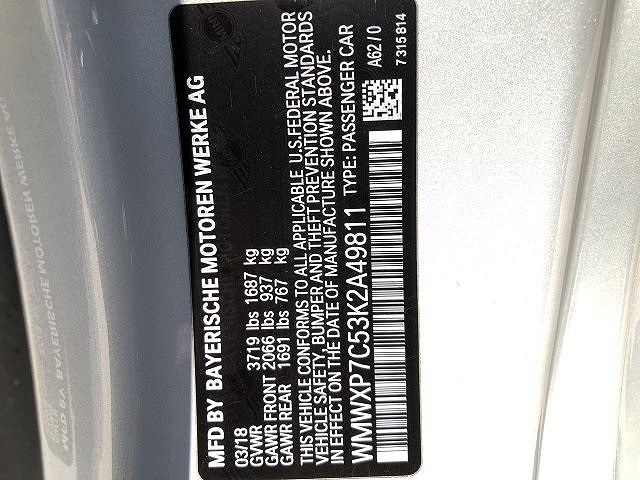 MFD BY BAYERISCHE MOTOREN WERKE AG
03/18
GVWR 3719 lbs 1687 kg
GAWR FRONT 2066 lbs 937 kg
GAWR REAR 1691 lbs 767 kg
THIS VEHICLE CONFORMS TO ALL APPLICABLE U.S.FEDERAL MOTOR
VEHICLE SAFETY, BUMPER AND THEFT PREVENTION STANDARDS
IN EFFECT ON THE DATE OF MANUFACTURE SHOWN ABOVE.
WMWXP7C53K2A49811 TYPE: PASSENGER CAR
A62/0
7 315 814